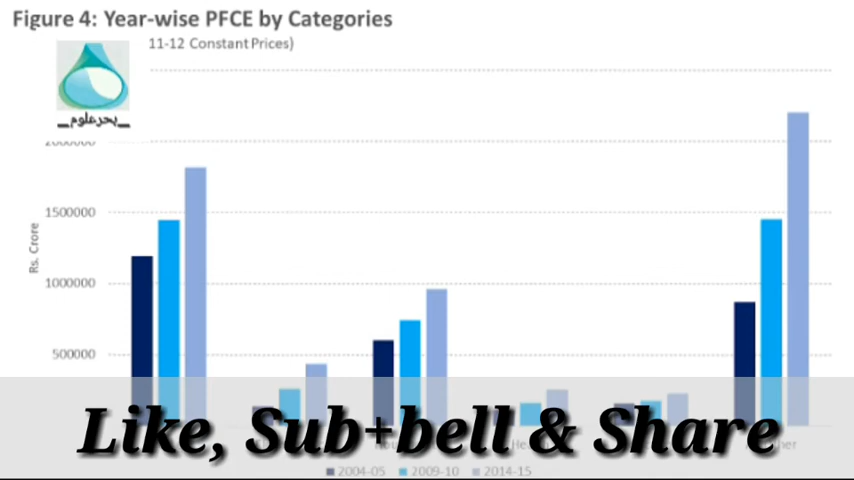 Figure 4: Year-wise PFCE by Categories
11-12 Constant Prices)
بحرعلوم
2000000
1500000
1000000
500000
Rs. Crore
Like, Sub+bell & Share
2004-05 2009-10 2014-15